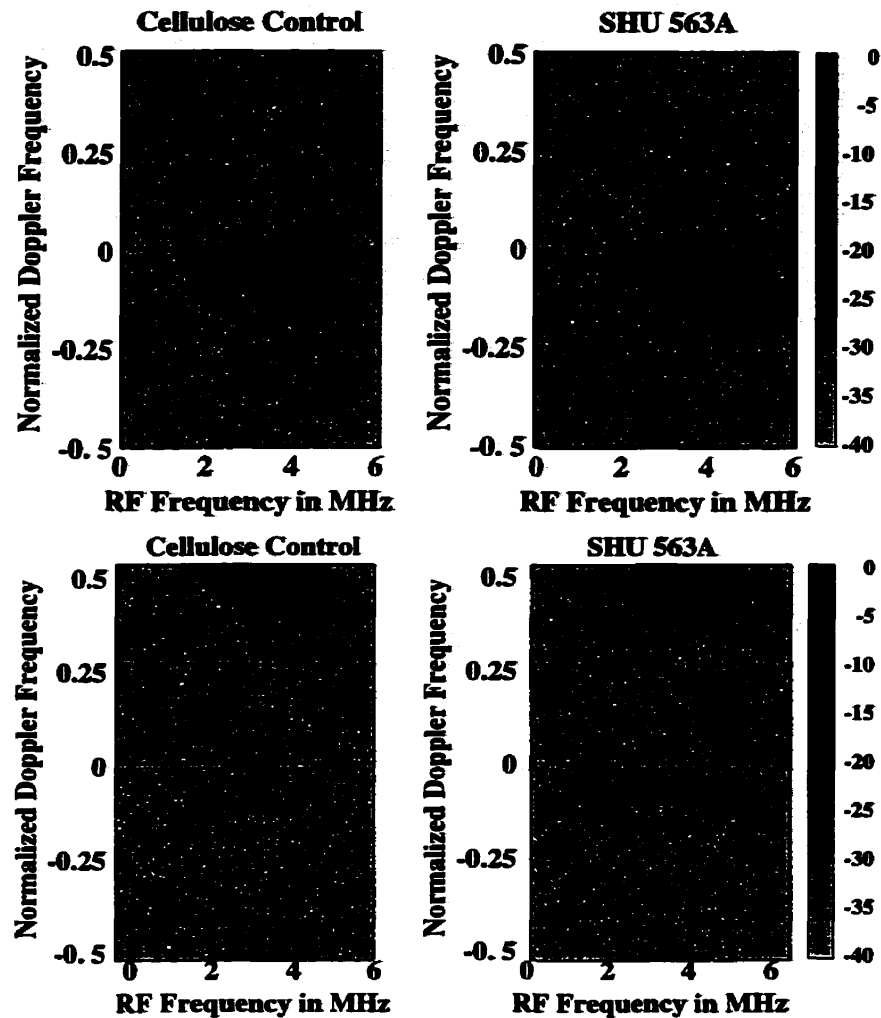 Cellulose Control
SHU 563A
Normalized Doppler Frequency
0.5
0.25
0
-0.25
-0. 5
0 2 4 6
RF Frequency in MHz
Normalized Doppler Frequency
0.5
0.25
0
-0.25
-0. 5
0 2 4 6
RF Frequency in MHz
0
-5
-10
-15
-20
-25
-30
-35
-40
Cellulose Control
SHU 563A
Normalized Doppler Frequency
0.5
0.25
0
-0.25
-0. 5
0 2 4 6
RF Frequency in MHz
Normalized Doppler Frequency
0.5
0.25
0
-0.25
-0. 5
0 2 4 6
RF Frequency in MHz
0
-5
-10
-15
-20
-25
-30
-35
-40